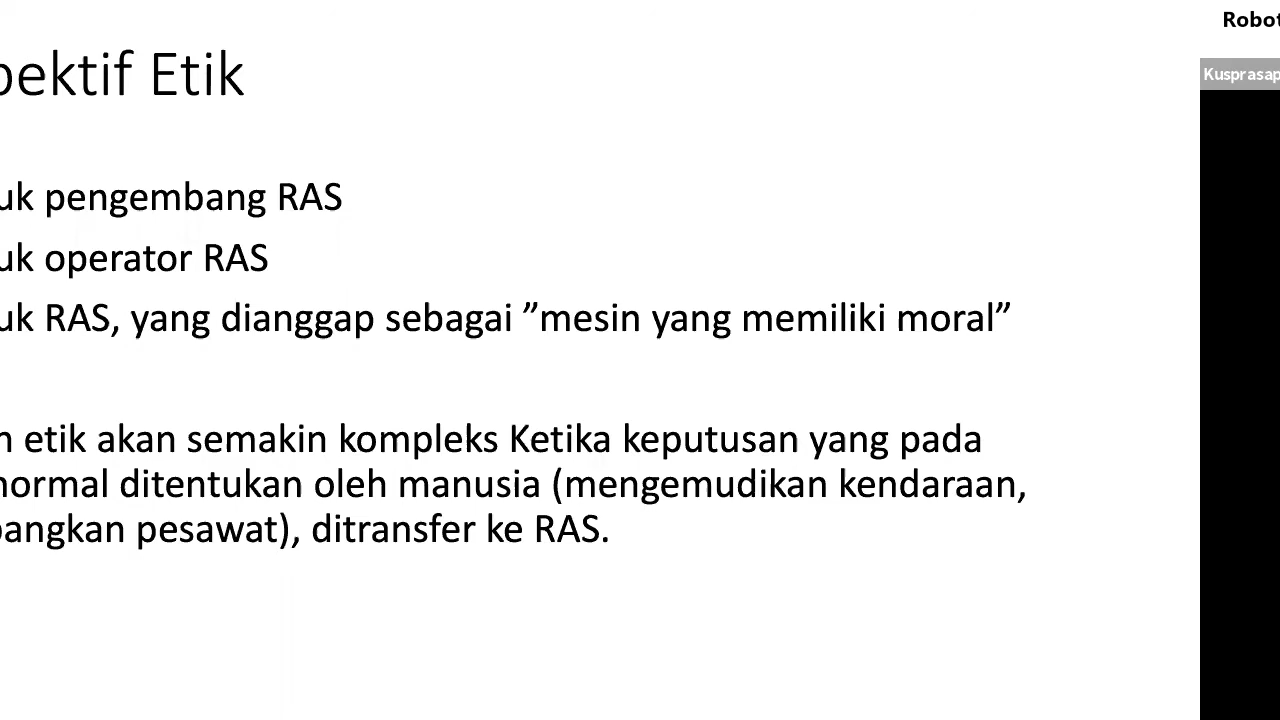 pektif Etik
uk pengembang RAS
uk operator RAS
uk RAS, yang dianggap sebagai ”mesin yang memiliki moral”
n etik akan semakin kompleks Ketika keputusan yang pada
normal ditentukan oleh manusia (mengemudikan kendaraan,
bangkan pesawat), ditransfer ke RAS.
Robot
Kusprasap